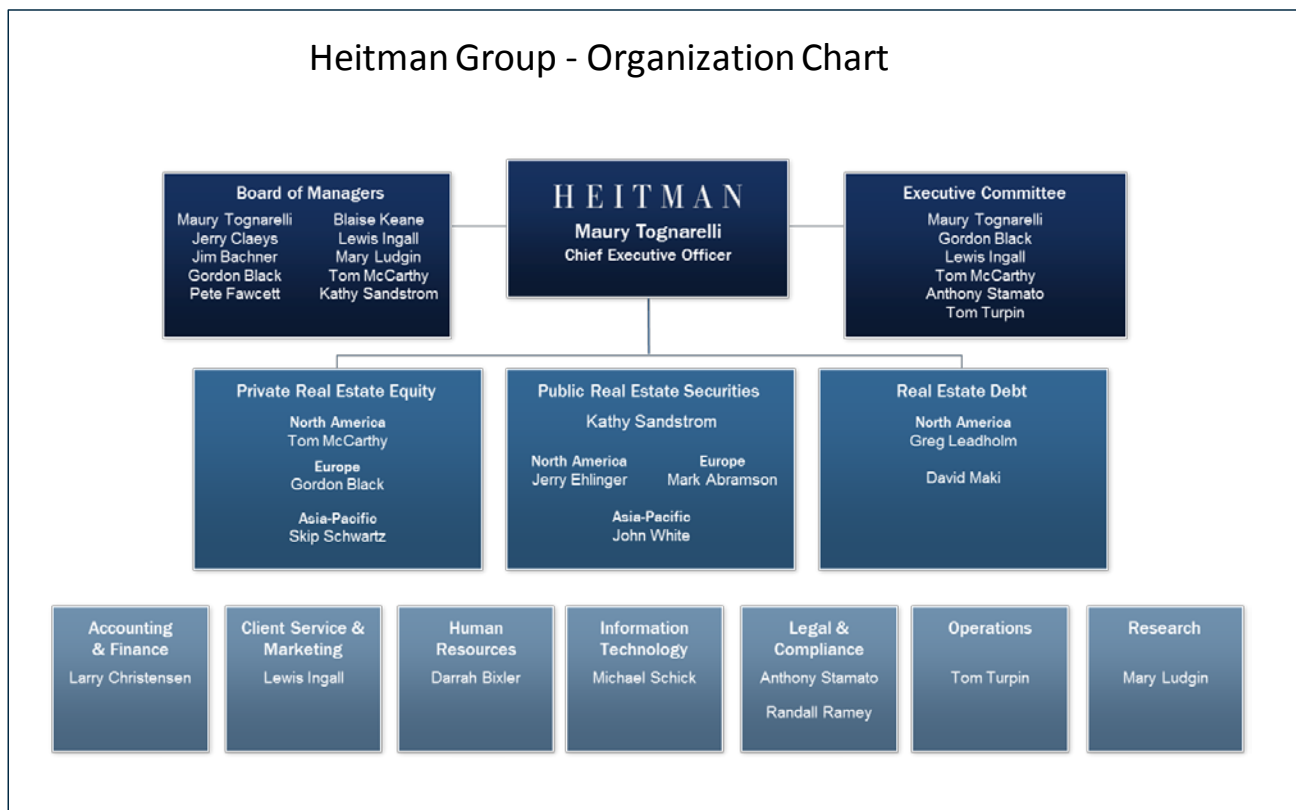 Heitman Group - Organization Chart
Board of Managers
Maury Tognarelli Blaise Keane
Jerry Claeys Lewis Ingall
Jim Bachner Mary Ludgin
Gordon Black Tom McCarthy
Pete Fawcett Kathy Sandstrom
HEITMAN
Maury Tognarelli
Chief Executive Officer
Executive Committee
Maury Tognarelli
Gordon Black
Lewis Ingall
Tom McCarthy
Anthony Stamato
Tom Turpin
Private Real Estate Equity
North America
Tom McCarthy
Europe
Gordon Black
Asia-Pacific
Skip Schwartz
Public Real Estate Securities
Kathy Sandstrom
North America Europe
Jerry Ehlinger Mark Abramson
Asia-Pacific
John White
Real Estate Debt
North America
Greg Leadholm
David Maki
Accounting
& Finance
Larry Christensen
Client Service &
Marketing
Lewis Ingall
Human
Resources
Darrah Bixler
Information
Technology
Michael Schick
Legal &
Compliance
Anthony Stamato
Randall Ramey
Operations
Tom Turpin
Research
Mary Ludgin